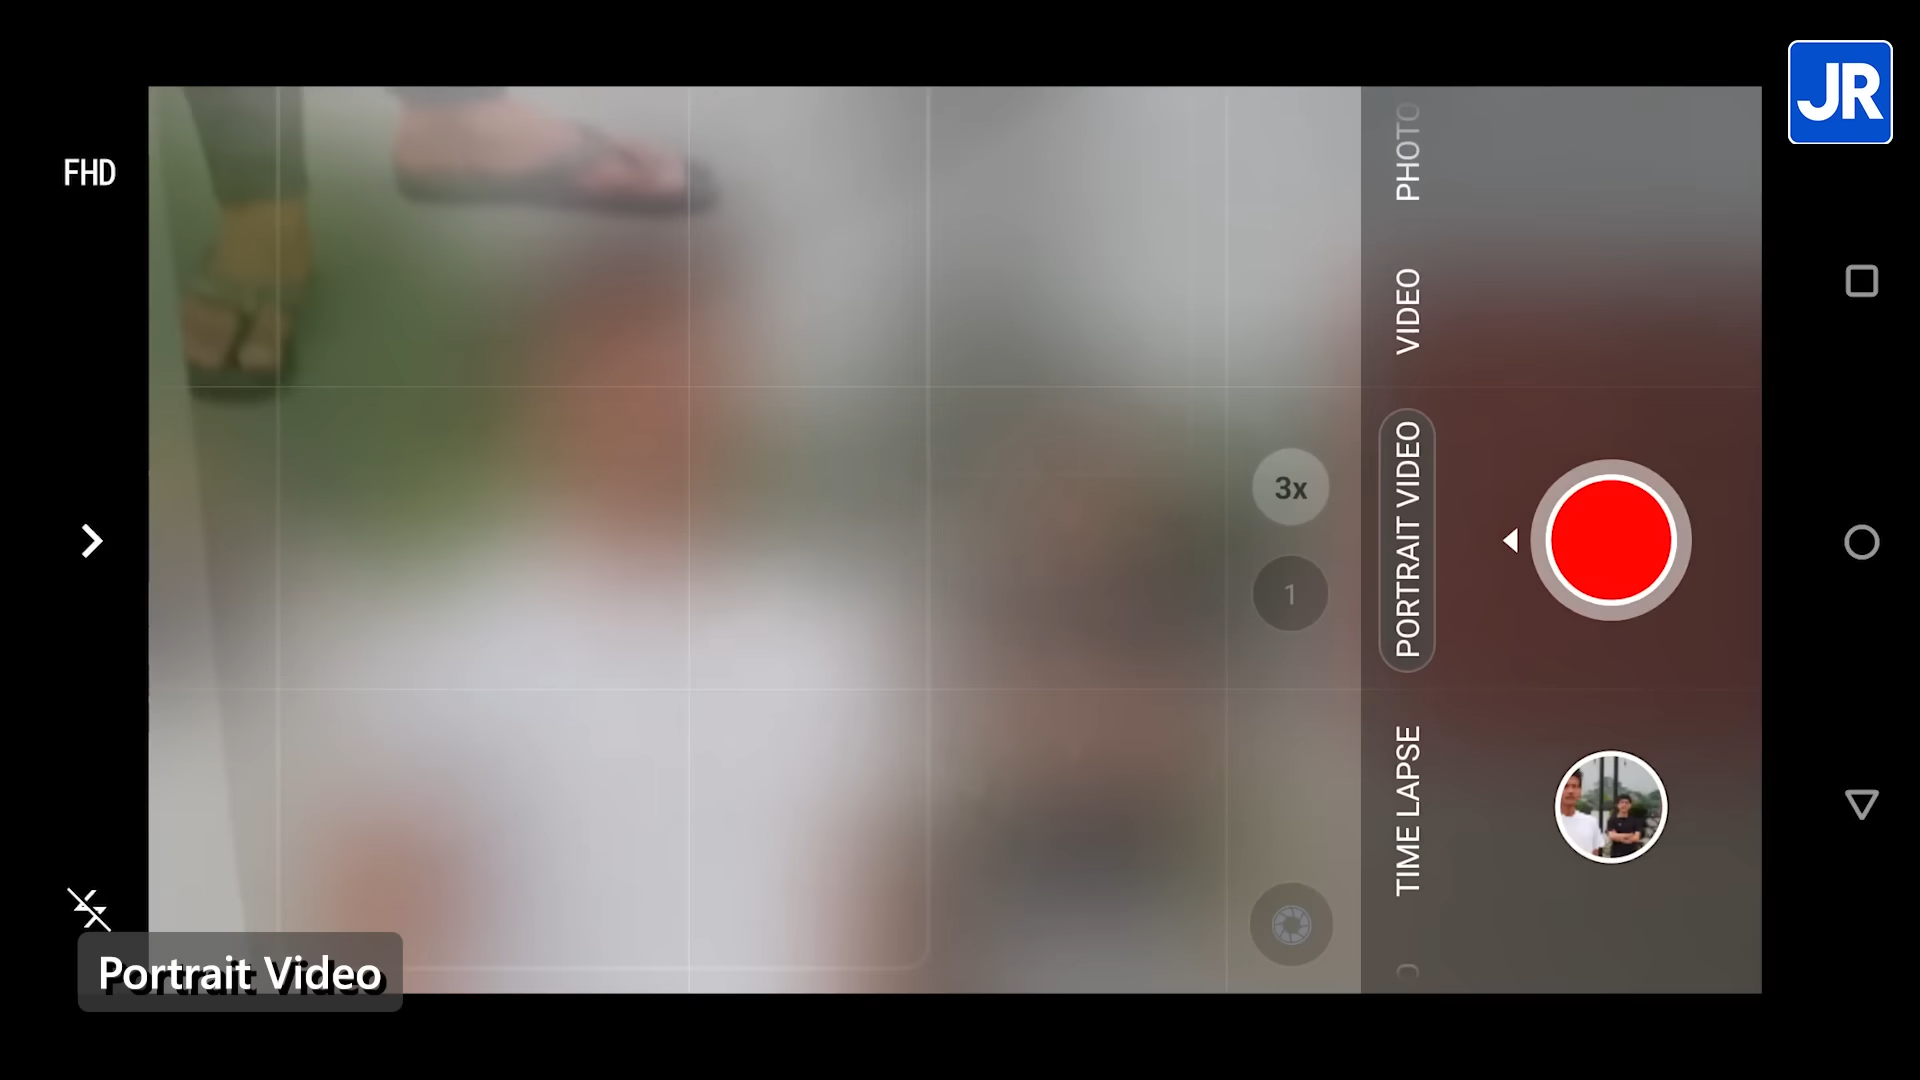 JR
FHD
PHOTO
VIDEO
PORTRAIT VIDEO
TIME LAPSE
3x
1
Portrait Video